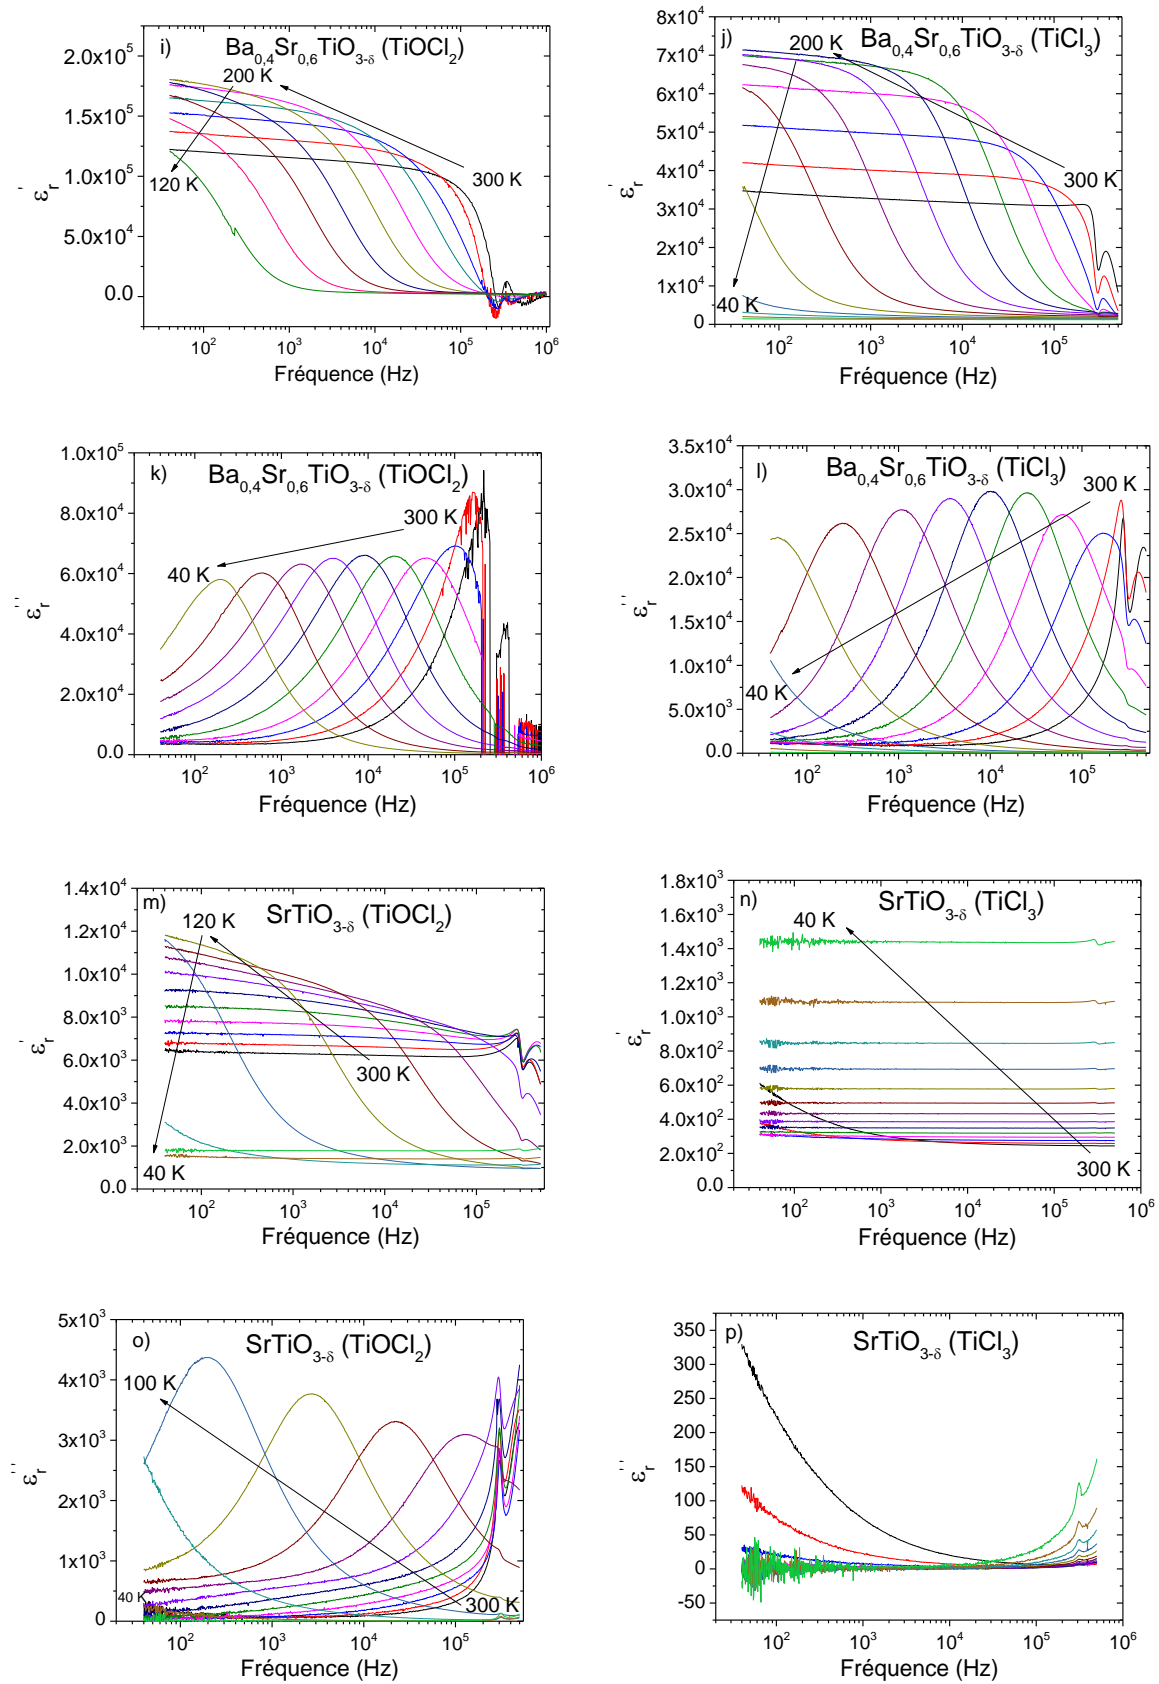 i) Ba0,4Sr0,6TiO3-δ (TiOCl2)
2.0x10^5
1.5x10^5
1.0x10^5
5.0x10^4
0.0
200 K
120 K
300 K
εr'
10^2 10^3 10^4 10^5 10^6
Fréquence (Hz)
j) Ba0,4Sr0,6TiO3-δ (TiCl3)
8x10^4
7x10^4
6x10^4
5x10^4
4x10^4
3x10^4
2x10^4
1x10^4
0
200 K
300 K
40 K
εr'
10^2 10^3 10^4 10^5
Fréquence (Hz)
k) Ba0,4Sr0,6TiO3-δ (TiOCl2)
1.0x10^5
8.0x10^4
6.0x10^4
4.0x10^4
2.0x10^4
0.0
300 K
40 K
εr''
10^2 10^3 10^4 10^5 10^6
Fréquence (Hz)
l) Ba0,4Sr0,6TiO3-δ (TiCl3)
3.5x10^4
3.0x10^4
2.5x10^4
2.0x10^4
1.5x10^4
1.0x10^4
5.0x10^3
0.0
300 K
40 K
εr''
10^2 10^3 10^4 10^5
Fréquence (Hz)
m) SrTiO3-δ (TiOCl2)
1.4x10^4
1.2x10^4
1.0x10^4
8.0x10^3
6.0x10^3
4.0x10^3
2.0x10^3
0.0
120 K
300 K
40 K
εr'
10^2 10^3 10^4 10^5
Fréquence (Hz)
n) SrTiO3-δ (TiCl3)
1.8x10^3
1.6x10^3
1.4x10^3
1.2x10^3
1.0x10^3
8.0x10^2
6.0x10^2
4.0x10^2
2.0x10^2
0.0
40 K
300 K
εr'
10^2 10^3 10^4 10^5 10^6
Fréquence (Hz)
o) SrTiO3-δ (TiOCl2)
5x10^3
4x10^3
3x10^3
2x10^3
1x10^3
0
100 K
40 K
300 K
εr''
10^2 10^3 10^4 10^5
Fréquence (Hz)
p) SrTiO3-δ (TiCl3)
350
300
250
200
150
100
50
0
-50
εr''
10^2 10^3 10^4 10^5 10^6
Fréquence (Hz)